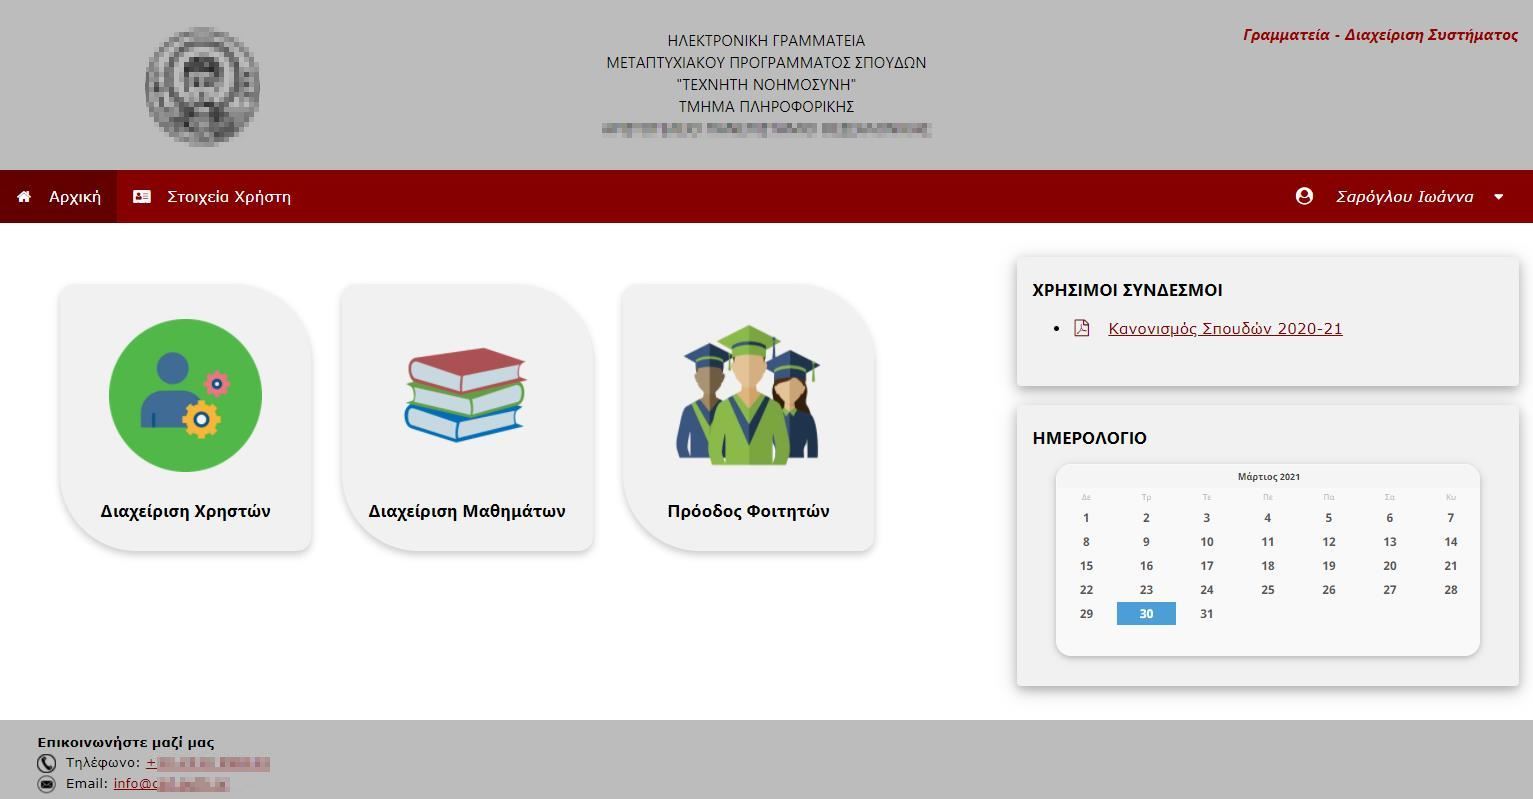 ΗΛΕΚΤΡΟΝΙΚΗ ΓΡΑΜΜΑΤΕΙΑ
ΜΕΤΑΠΤΥΧΙΑΚΟΥ ΠΡΟΓΡΑΜΜΑΤΟΣ ΣΠΟΥΔΩΝ
"ΤΕΧΝΗΤΗ ΝΟΗΜΟΣΥΝΗ"
ΤΜΗΜΑ ΠΛΗΡΟΦΟΡΙΚΗΣ
Γραμματεία - Διαχείριση Συστήματος
Αρχική
Στοιχεία Χρήστη
Σαρόγλου Ιωάννα
Διαχείριση Χρηστών
Διαχείριση Μαθημάτων
Πρόοδος Φοιτητών
ΧΡΗΣΙΜΟΙ ΣΥΝΔΕΣΜΟΙ
• Κανονισμός Σπουδών 2020-21
ΗΜΕΡΟΛΟΓΙΟ
Μάρτιος 2021
Δε Τρ Τε Πε Πα Σα Κυ
1 2 3 4 5 6 7
8 9 10 11 12 13 14
15 16 17 18 19 20 21
22 23 24 25 26 27 28
29 30 31
Επικοινωνήστε μαζί μας
Τηλέφωνο: +
Email: info@